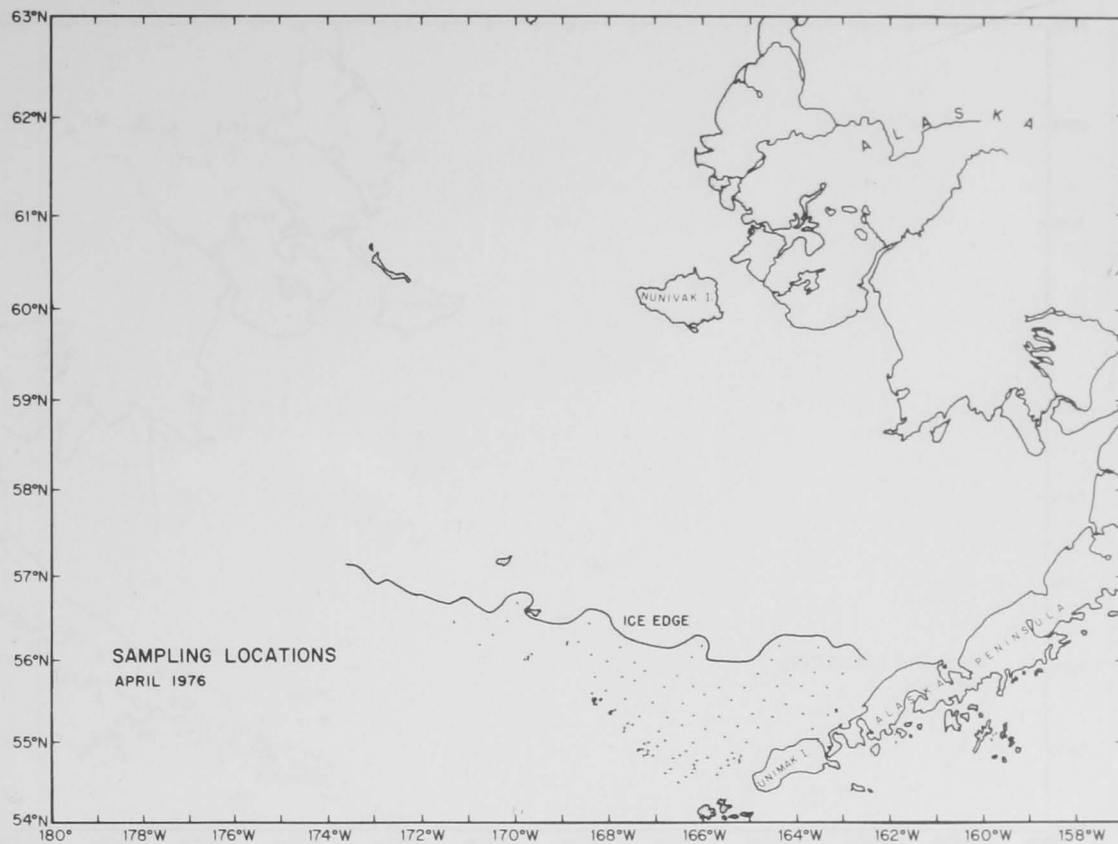 63°N
62°N
61°N
60°N
59°N
58°N
57°N
56°N
55°N
54°N
ALASKA
NUNIVAK I.
ICE EDGE
SAMPLING LOCATIONS
APRIL 1976
ALASKA PENINSULA
UNIMAK I.
180°
178°W
176°W
174°W
172°W
170°W
168°W
166°W
164°W
162°W
160°W
158°W